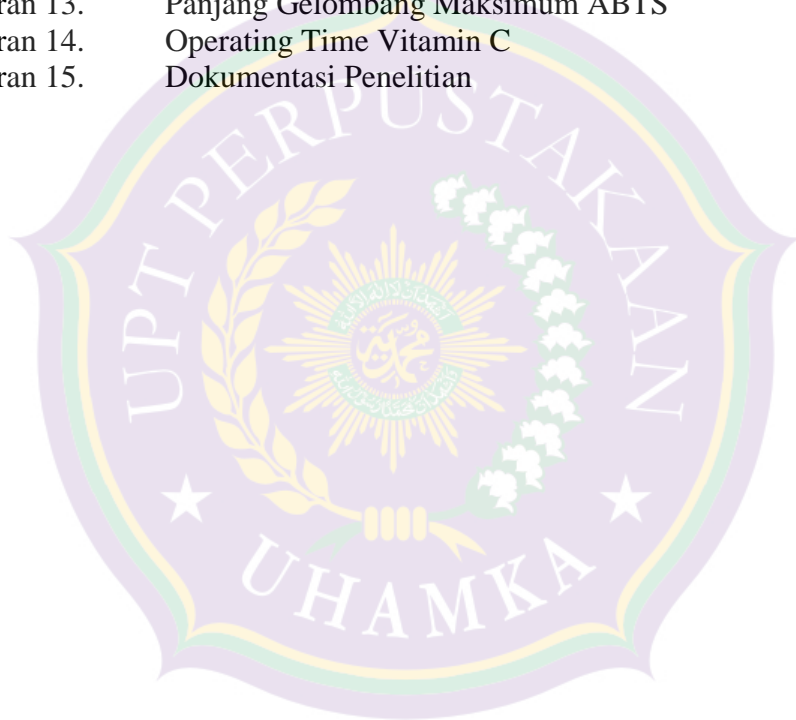 ran 13. Panjang Gelombang Maksimum ABTS
ran 14. Operating Time Vitamin C
ran 15. Dokumentasi Penelitian
UPT PERPUSTAKAAN
UHAMKA